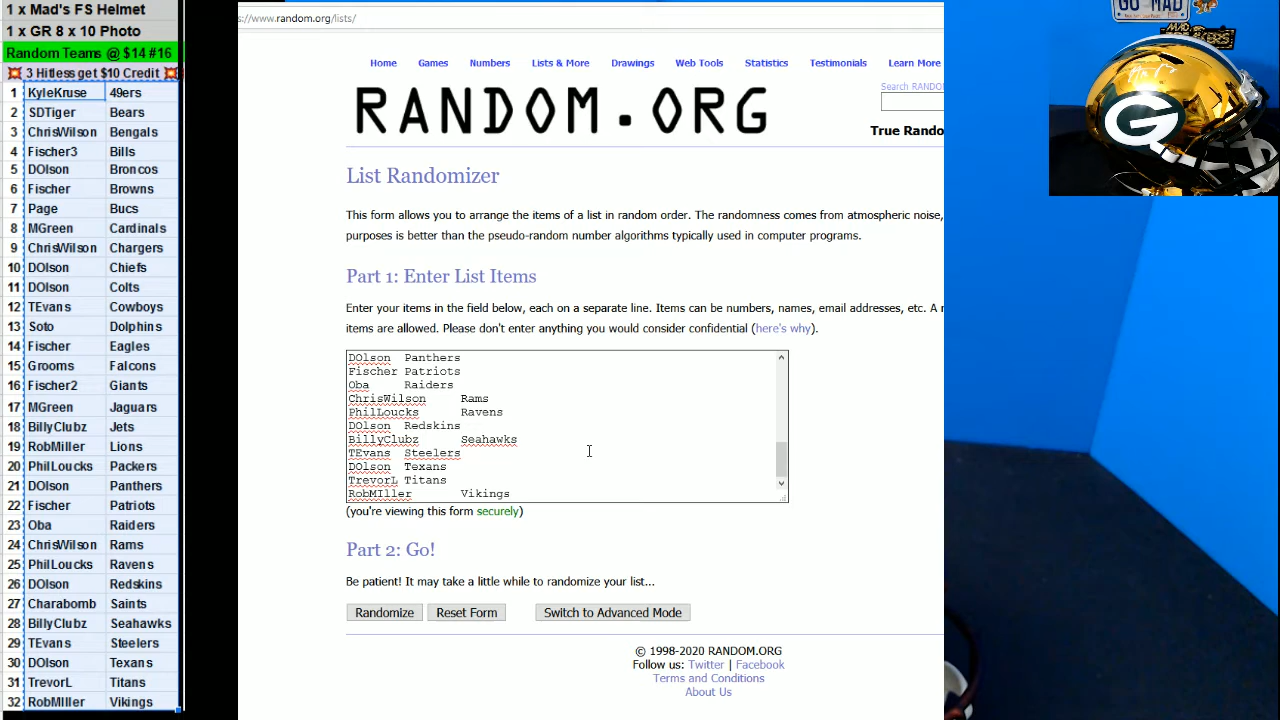 1 x Mad's FS Helmet
1 x GR 8 x 10 Photo
Random Teams @ $14 #16
💥 3 Hitless get $10 Credit 💥
1 KyleKruse 49ers
2 SDTiger Bears
3 ChrisWilson Bengals
4 Fischer3 Bills
5 DOlson Broncos
6 Fischer Browns
7 Page Bucs
8 MGreen Cardinals
9 ChrisWilson Chargers
10 DOlson Chiefs
11 DOlson Colts
12 TEvans Cowboys
13 Soto Dolphins
14 Fischer Eagles
15 Grooms Falcons
16 Fischer2 Giants
17 MGreen Jaguars
18 BillyClubz Jets
19 RobMiller Lions
20 PhilLoucks Packers
21 DOlson Panthers
22 Fischer Patriots
23 Oba Raiders
24 ChrisWilson Rams
25 PhilLoucks Ravens
26 DOlson Redskins
27 Charabomb Saints
28 BillyClubz Seahawks
29 TEvans Steelers
30 DOlson Texans
31 TrevorL Titans
32 RobMIller Vikings
s://www.random.org/lists/
Home Games Numbers Lists & More Drawings Web Tools Statistics Testimonials Learn More
Search RANDO
RANDOM.ORG
True Rando
List Randomizer
This form allows you to arrange the items of a list in random order. The randomness comes from atmospheric noise,
purposes is better than the pseudo-random number algorithms typically used in computer programs.
Part 1: Enter List Items
Enter your items in the field below, each on a separate line. Items can be numbers, names, email addresses, etc. A
items are allowed. Please don't enter anything you would consider confidential (here's why).
DOlson Panthers
Fischer Patriots
Oba Raiders
ChrisWilson Rams
PhilLoucks Ravens
DOlson Redskins
BillyClubz Seahawks
TEvans Steelers
DOlson Texans
TrevorL Titans
RobMIller Vikings
(you're viewing this form securely)
Part 2: Go!
Be patient! It may take a little while to randomize your list...
Randomize Reset Form Switch to Advanced Mode
© 1998-2020 RANDOM.ORG
Follow us: Twitter | Facebook
Terms and Conditions
About Us
GO MAD
MAD
BREAKERS
G